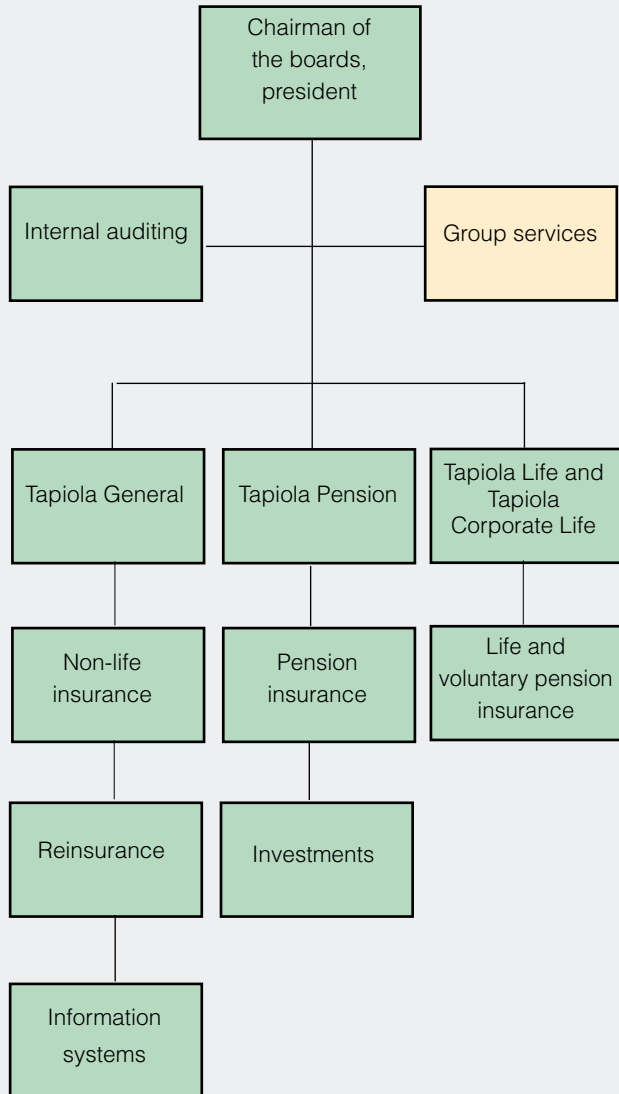 Chairman of
the boards,
president
Internal auditing
Group services
Tapiola General
Tapiola Pension
Tapiola Life and
Tapiola
Corporate Life
Non-life
insurance
Pension
insurance
Life and
voluntary pension
insurance
Reinsurance
Investments
Information
systems